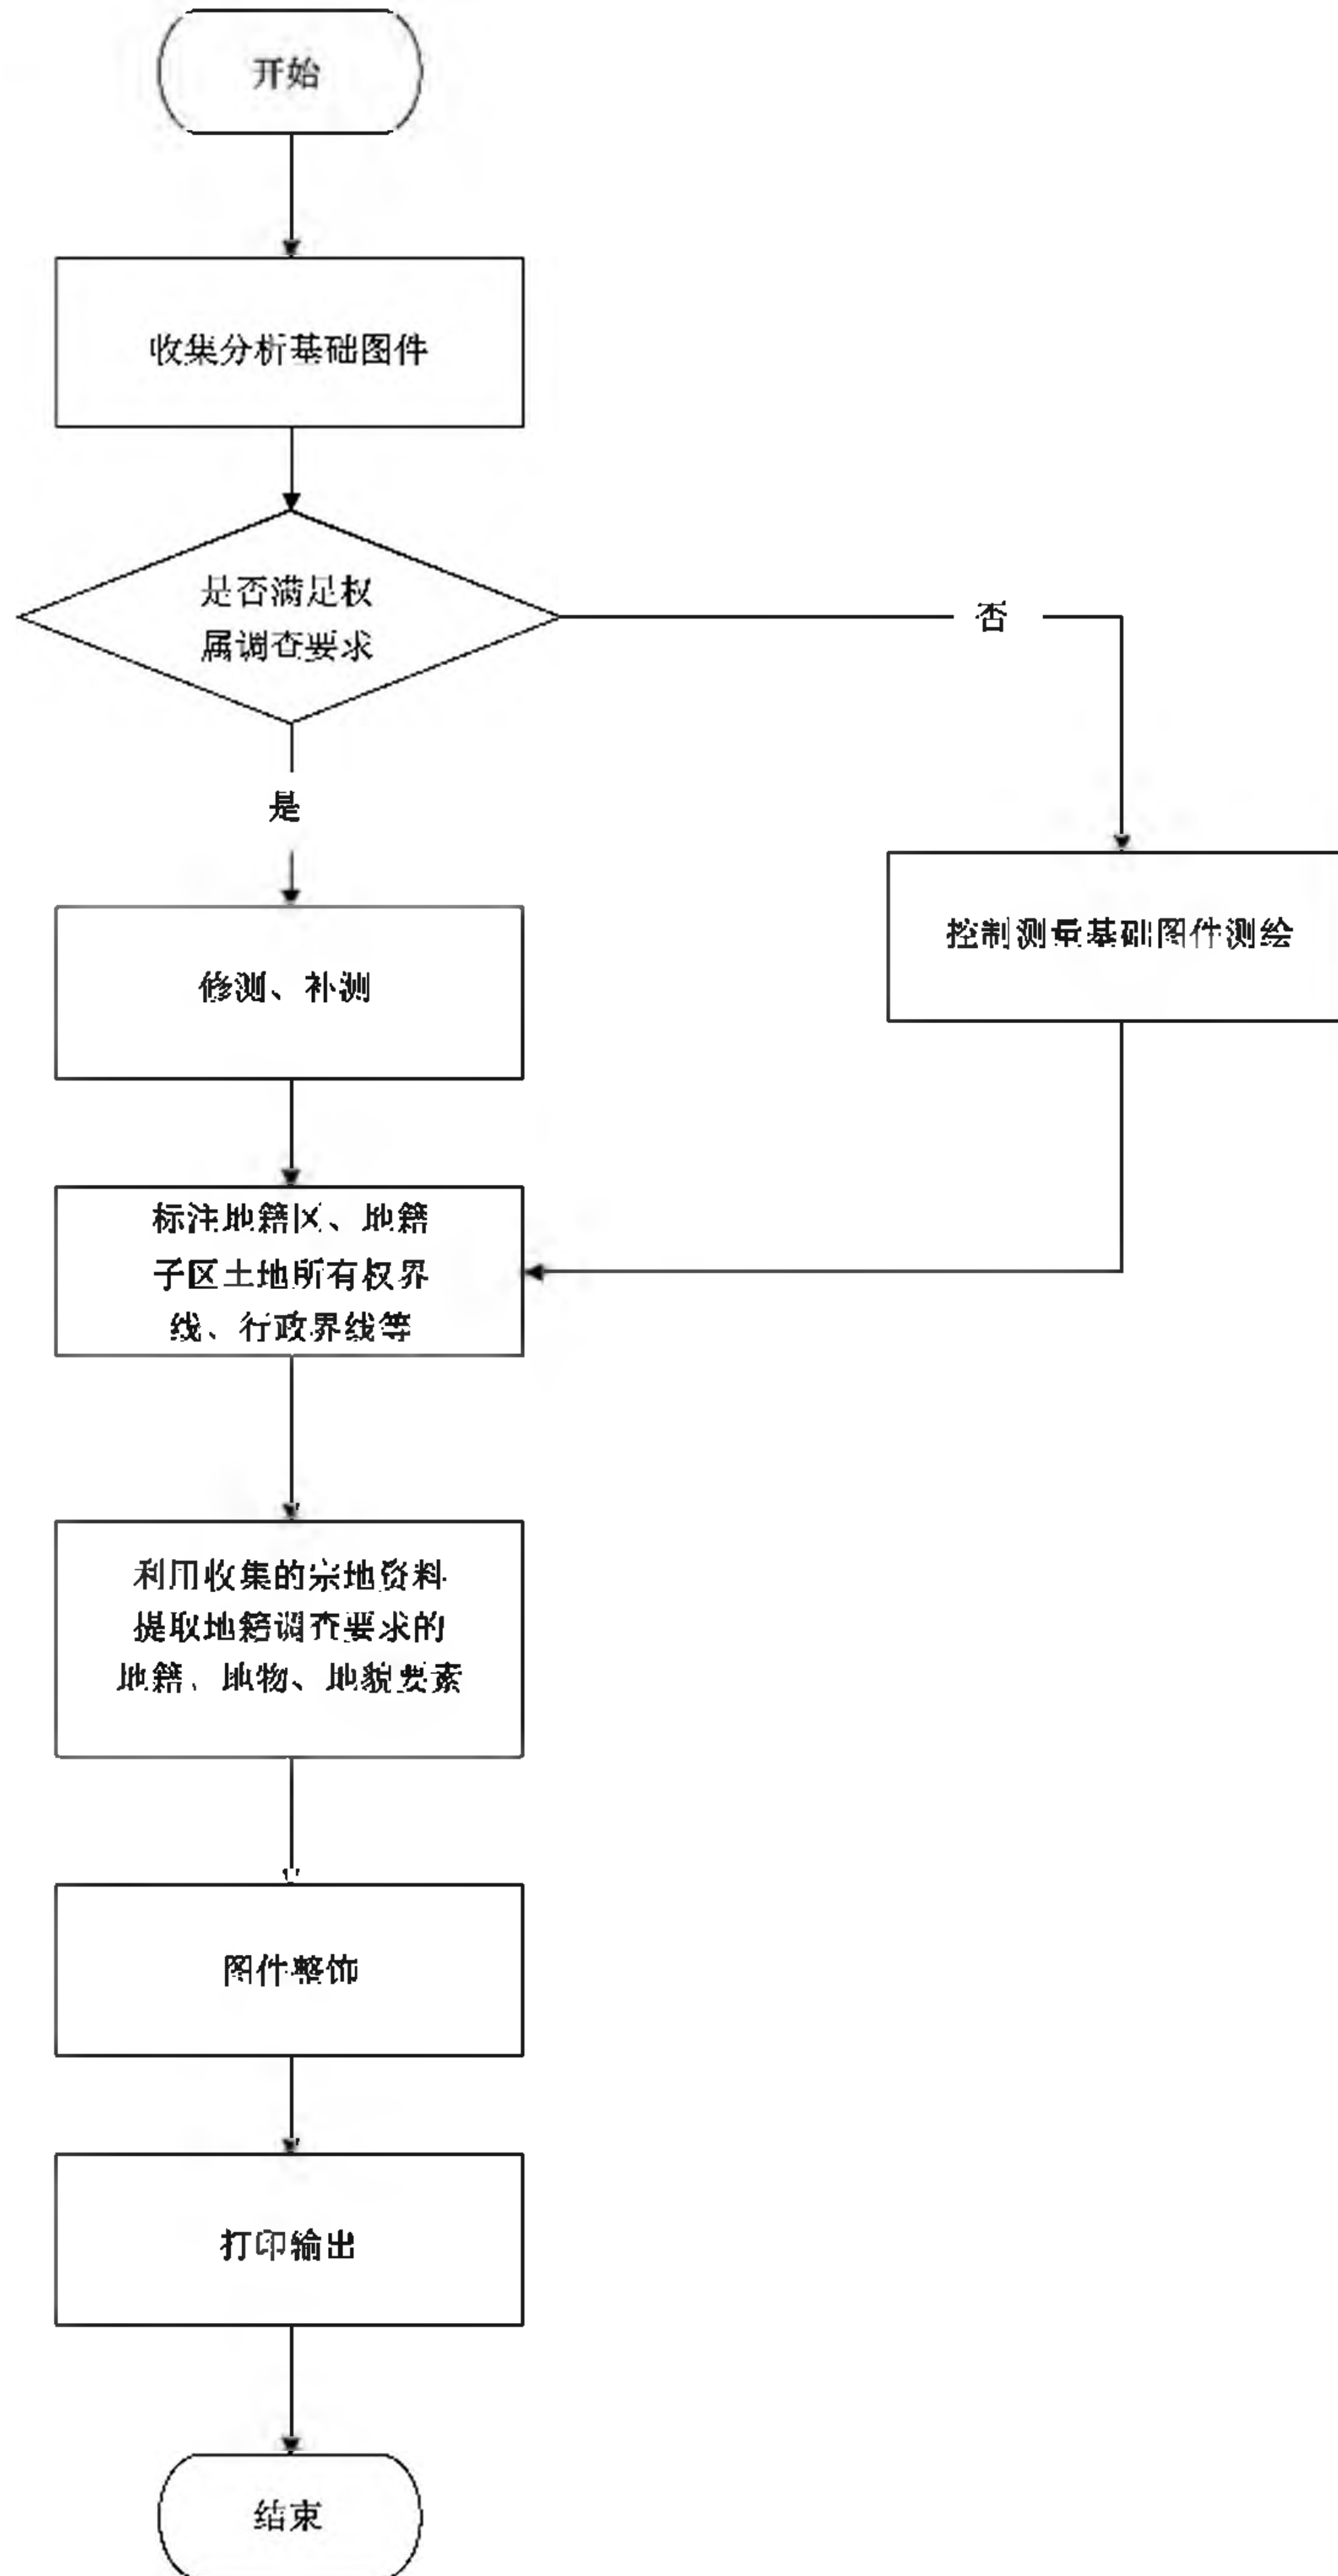 开始
收集分析基础图件
是否满足权
属调查要求
否
是
控制测量基础图件测绘
修测、补测
标注地籍区、地籍
子区土地所有权界
线、行政界线等
利用收集的宗地资料
提取地籍调查要求的
地籍、地物、地貌要素
图件整饰
打印输出
结束